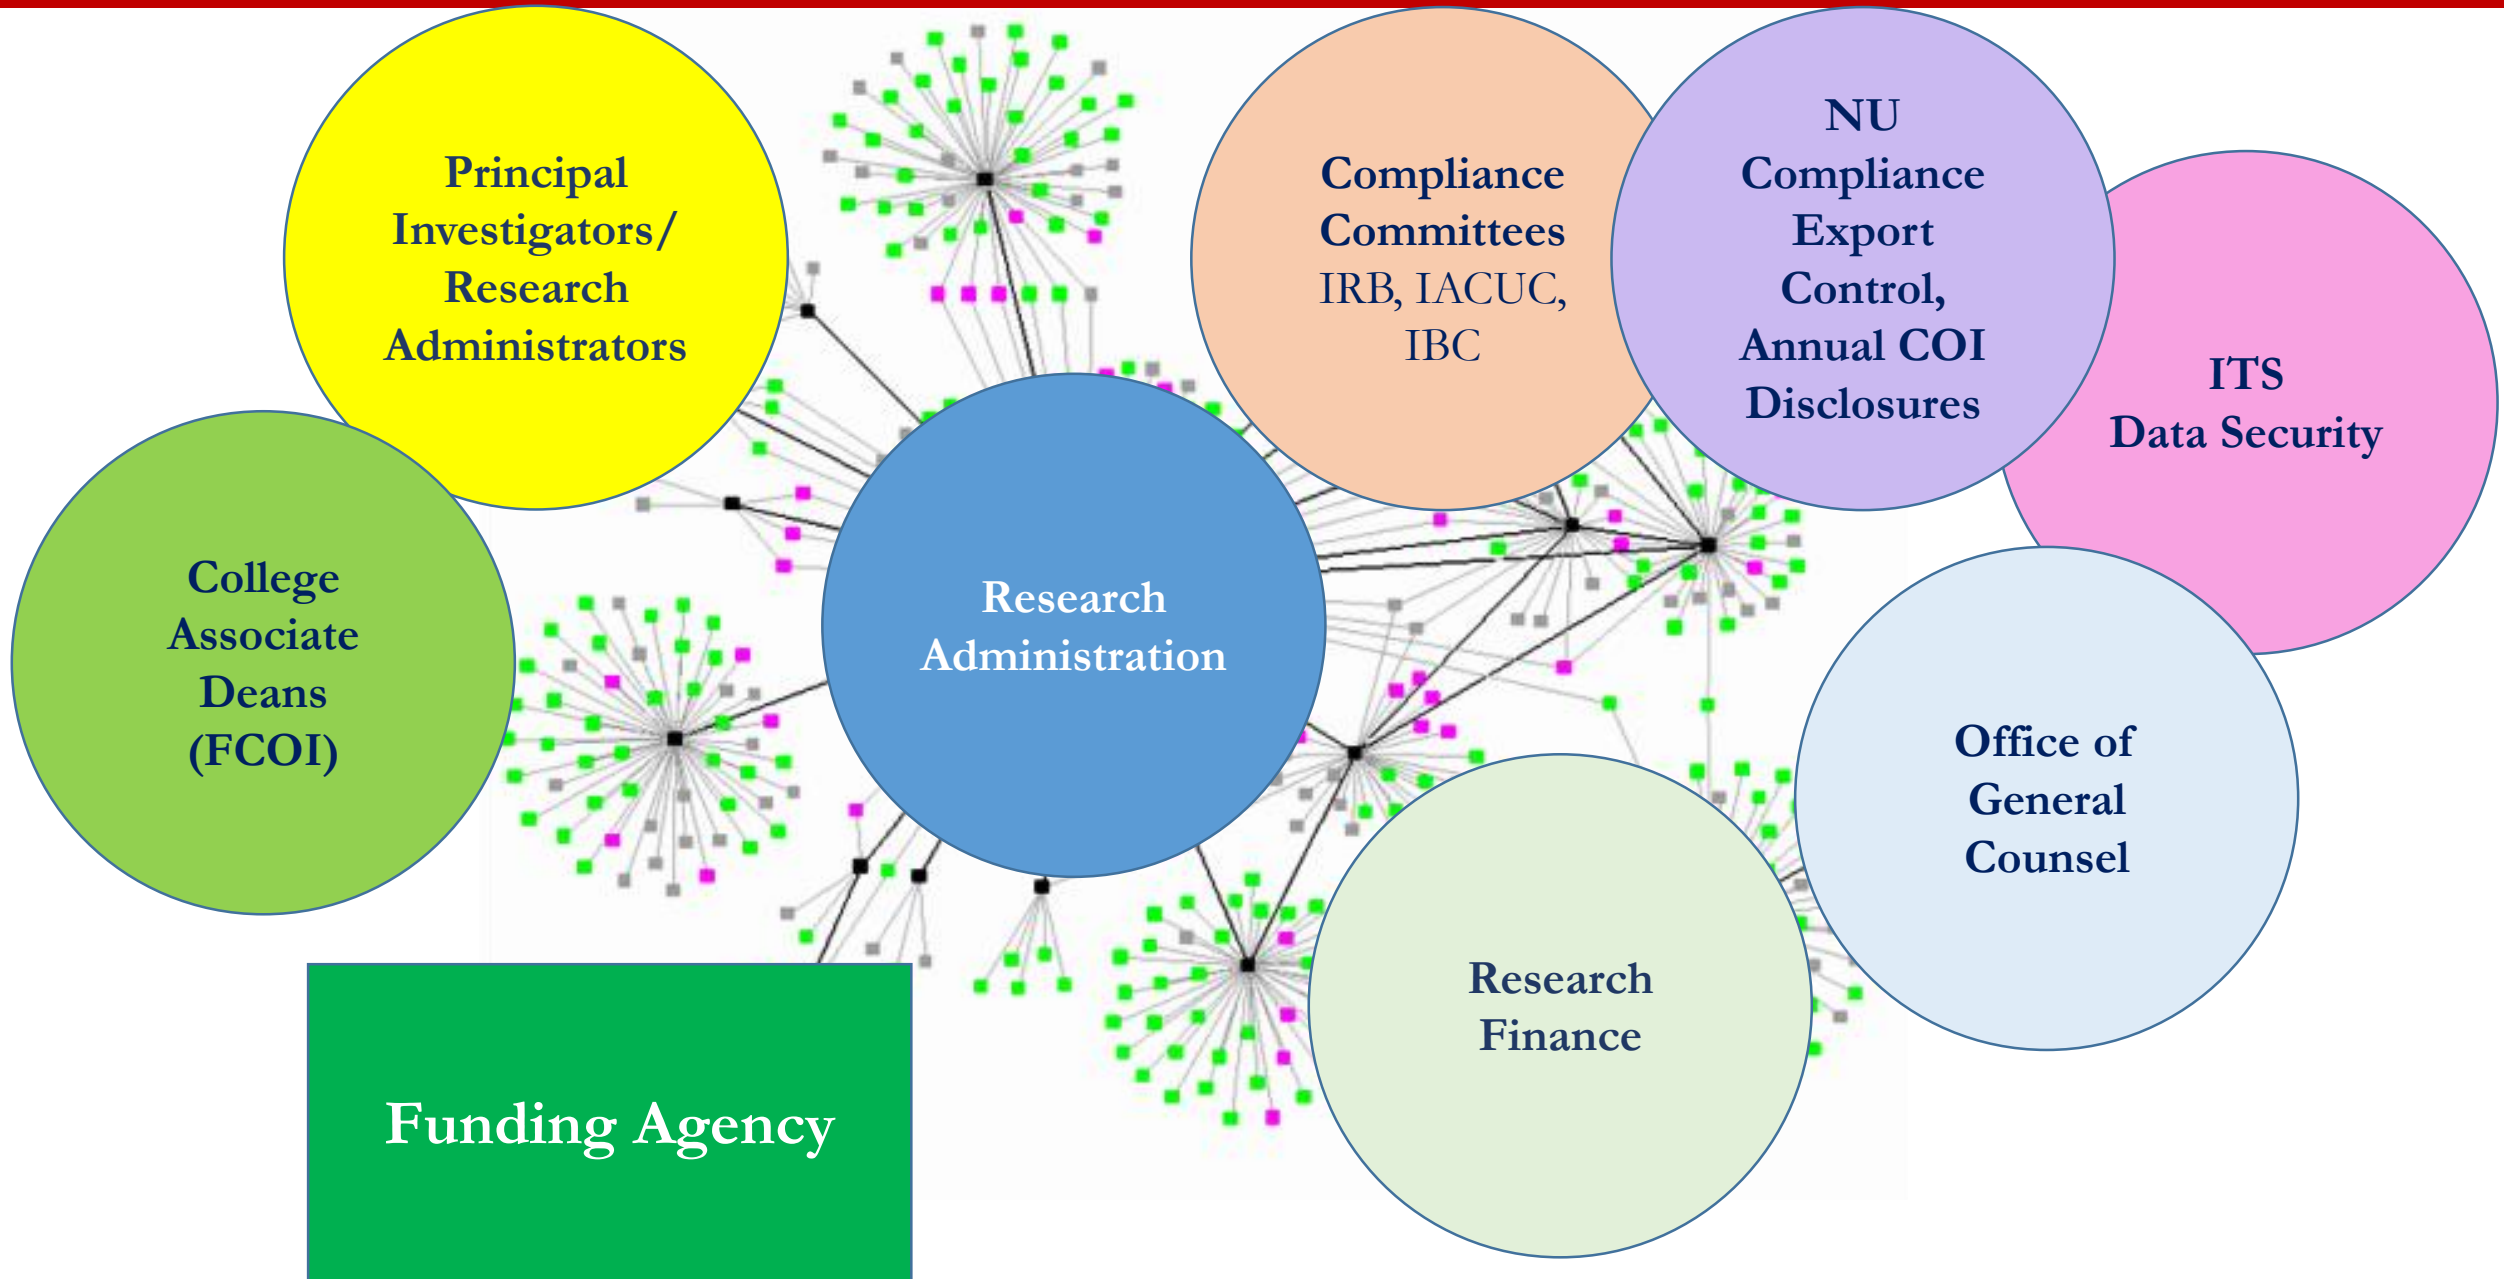 Principal
Investigators/
Research
Administrators
Compliance
Committees
IRB, IACUC,
IBC
NU
Compliance
Export
Control,
Annual COI
Disclosures
ITS
Data Security
College
Associate
Deans
(FCOI)
Research
Administration
Office of
General
Counsel
Research
Finance
Funding Agency